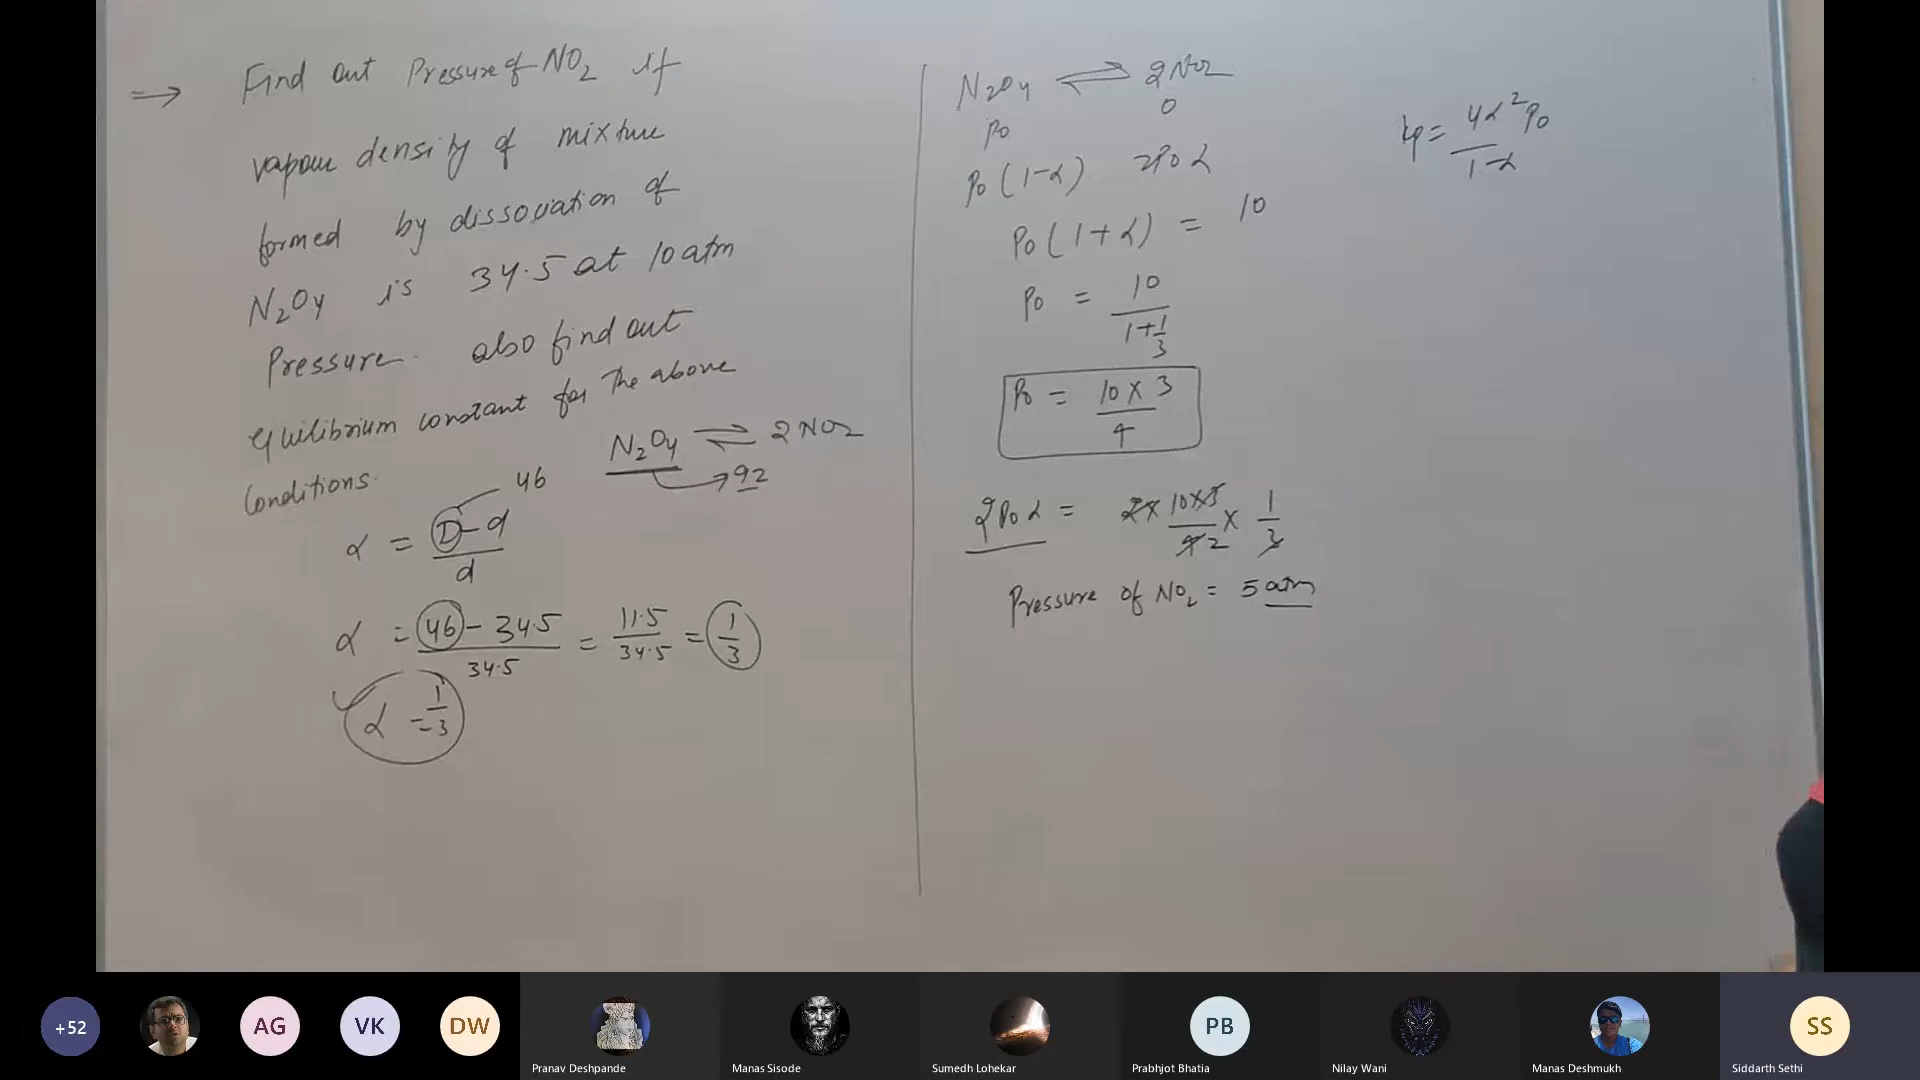 ⇒ Find out Pressure of NO2 if
vapour density of mixture
formed by dissociation of
N2O4 is 34.5 at 10 atm
Pressure. also find out
equilibrium constant for the above
conditions.
N2O4 ⇌ 2NO2
→ 92
46
α = D-d / d
α = 46 - 34.5 / 34.5 = 11.5 / 34.5 = 1/3
α = 1/3
N2O4 ⇌ 2NO2
P0 0
P0(1-α) 2P0α
P0(1+α) = 10
P0 = 10 / 1+1/3
P0 = 10 × 3 / 4
2P0α = 2 × 10×3 / 4 2 × 1/3
Pressure of NO2 = 5 atm
Kp = 4α²P0 / 1-α
+52
AG
VK
DW
PB
SS
Pranav Deshpande
Manas Sisode
Sumedh Lohekar
Prabhjot Bhatia
Nilay Wani
Manas Deshmukh
Siddarth Sethi